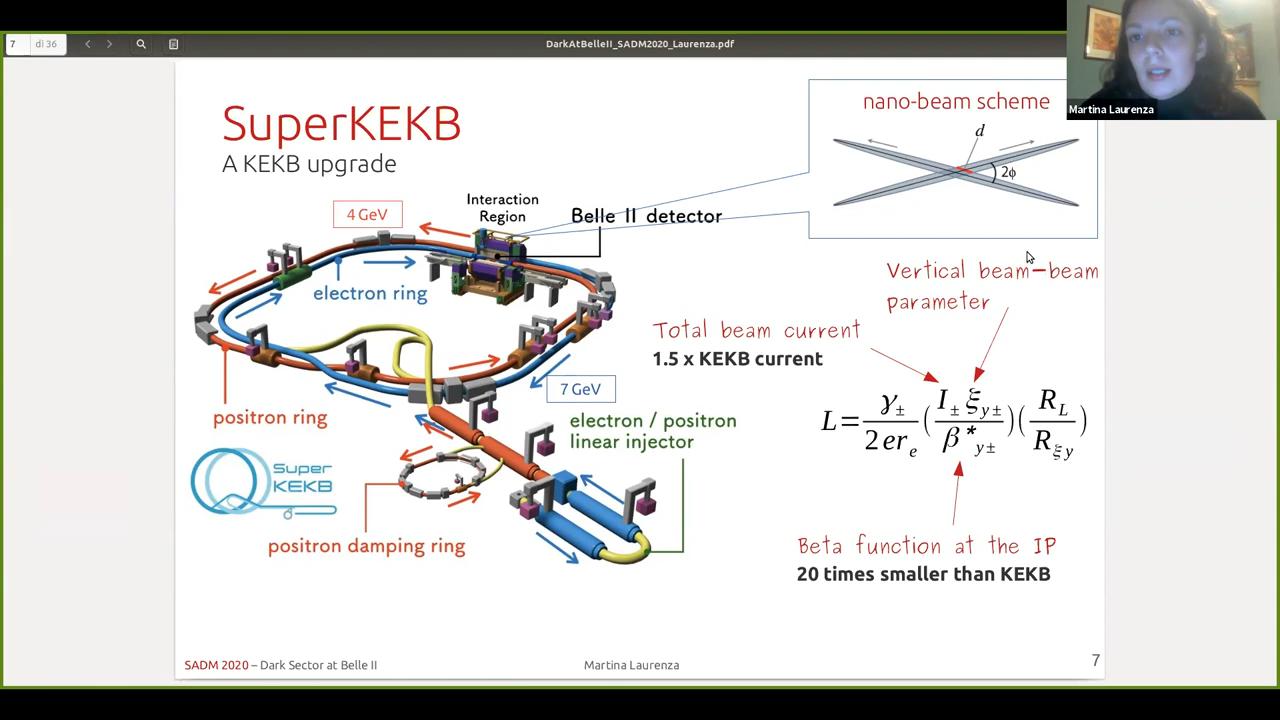 7 di 36
DarkAtBelleII_SADM2020_Laurenza.pdf
Martina Laurenza
SuperKEKB
A KEKB upgrade
nano-beam scheme
d
2ϕ
4 GeV
Interaction
Region
Belle II detector
electron ring
Vertical beam-beam
parameter
Total beam current
1.5 x KEKB current
7 GeV
positron ring
electron / positron
linear injector
L = γ± / 2er_e ( I± ξ_y± / β*_y± ) ( R_L / R_ξy )
Super
KEKB
positron damping ring
Beta function at the IP
20 times smaller than KEKB
SADM 2020 – Dark Sector at Belle II
Martina Laurenza
7